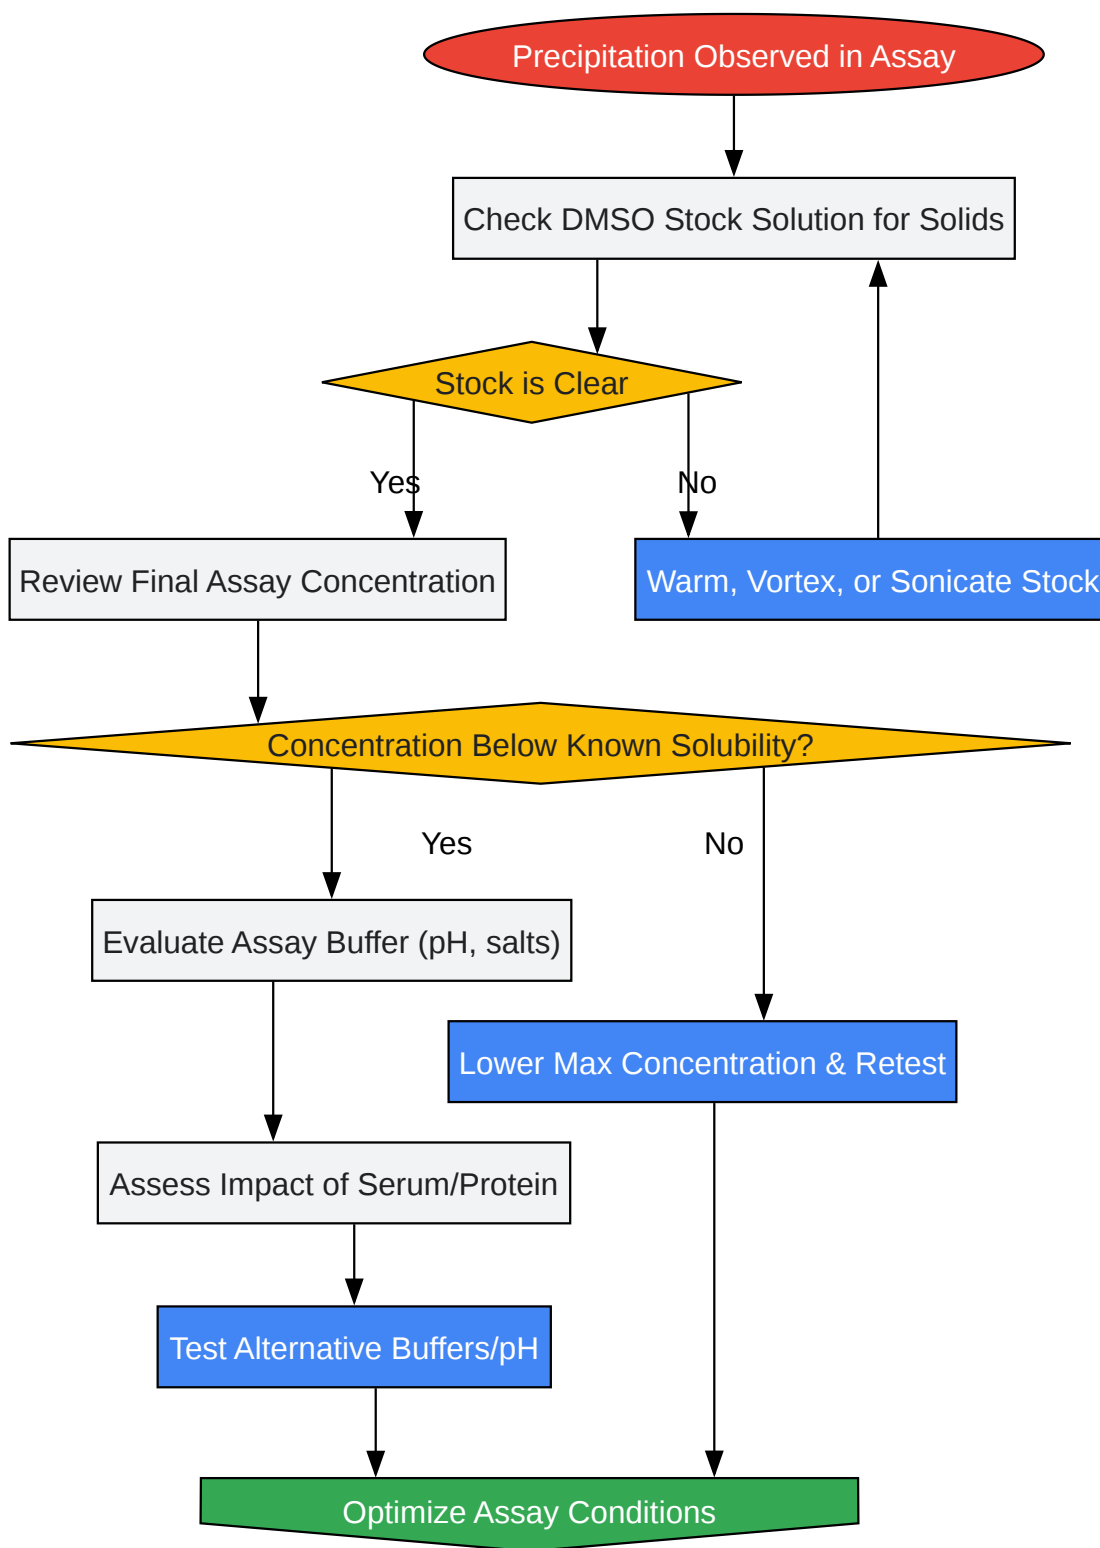 Precipitation Observed in Assay
Check DMSO Stock Solution for Solids
Stock is Clear
Yes
No
Review Final Assay Concentration
Warm, Vortex, or Sonicate Stock
Concentration Below Known Solubility?
Yes
No
Evaluate Assay Buffer (pH, salts)
Lower Max Concentration & Retest
Assess Impact of Serum/Protein
Test Alternative Buffers/pH
Optimize Assay Conditions